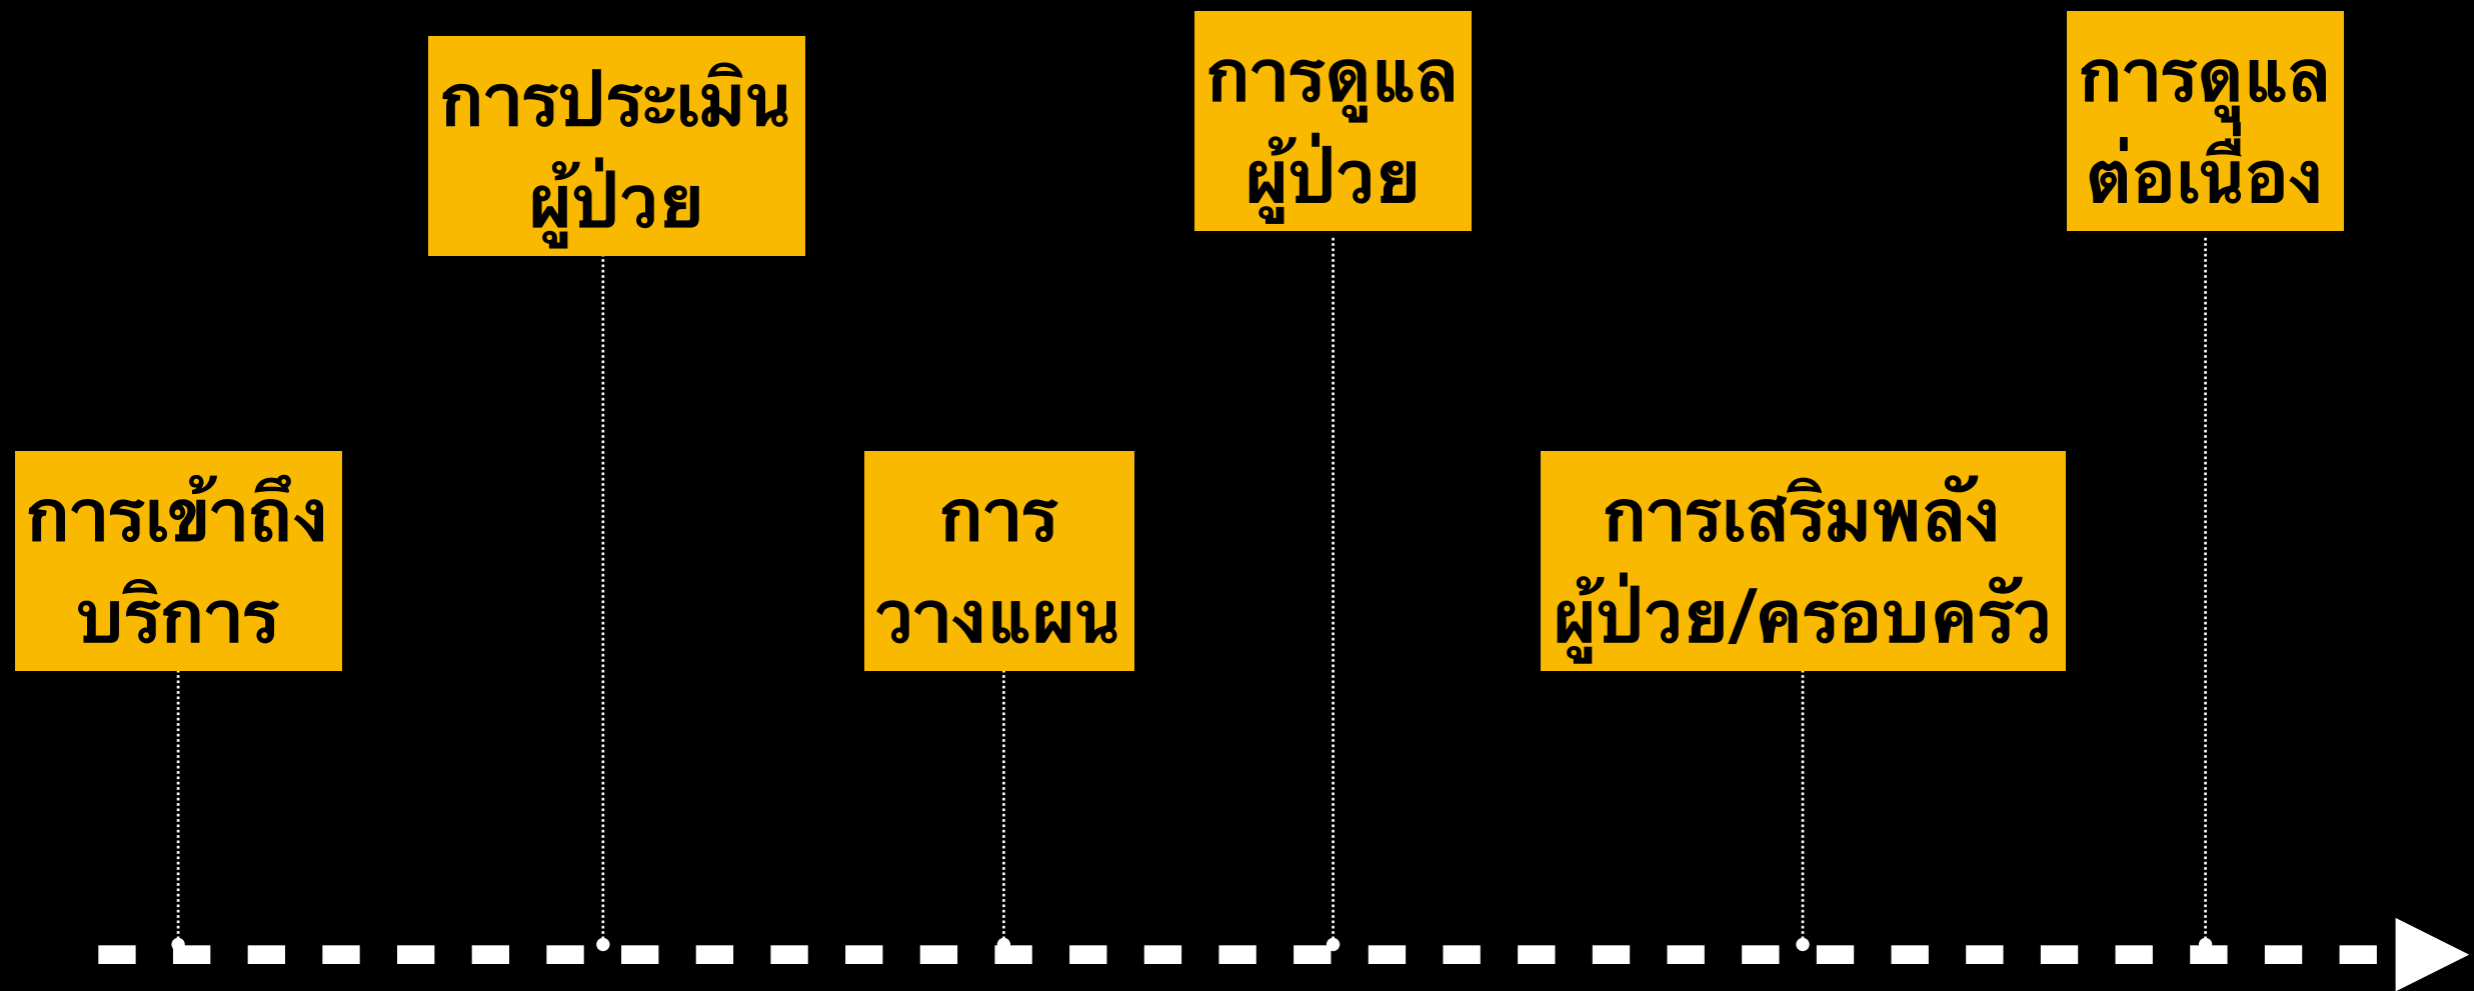 การเข้าถึง
บริการ
การประเมิน
ผู้ป่วย
การ
วางแผน
การดูแล
ผู้ป่วย
การเสริมพลัง
ผู้ป่วย/ครอบครัว
การดูแล
ต่อเนื่อง